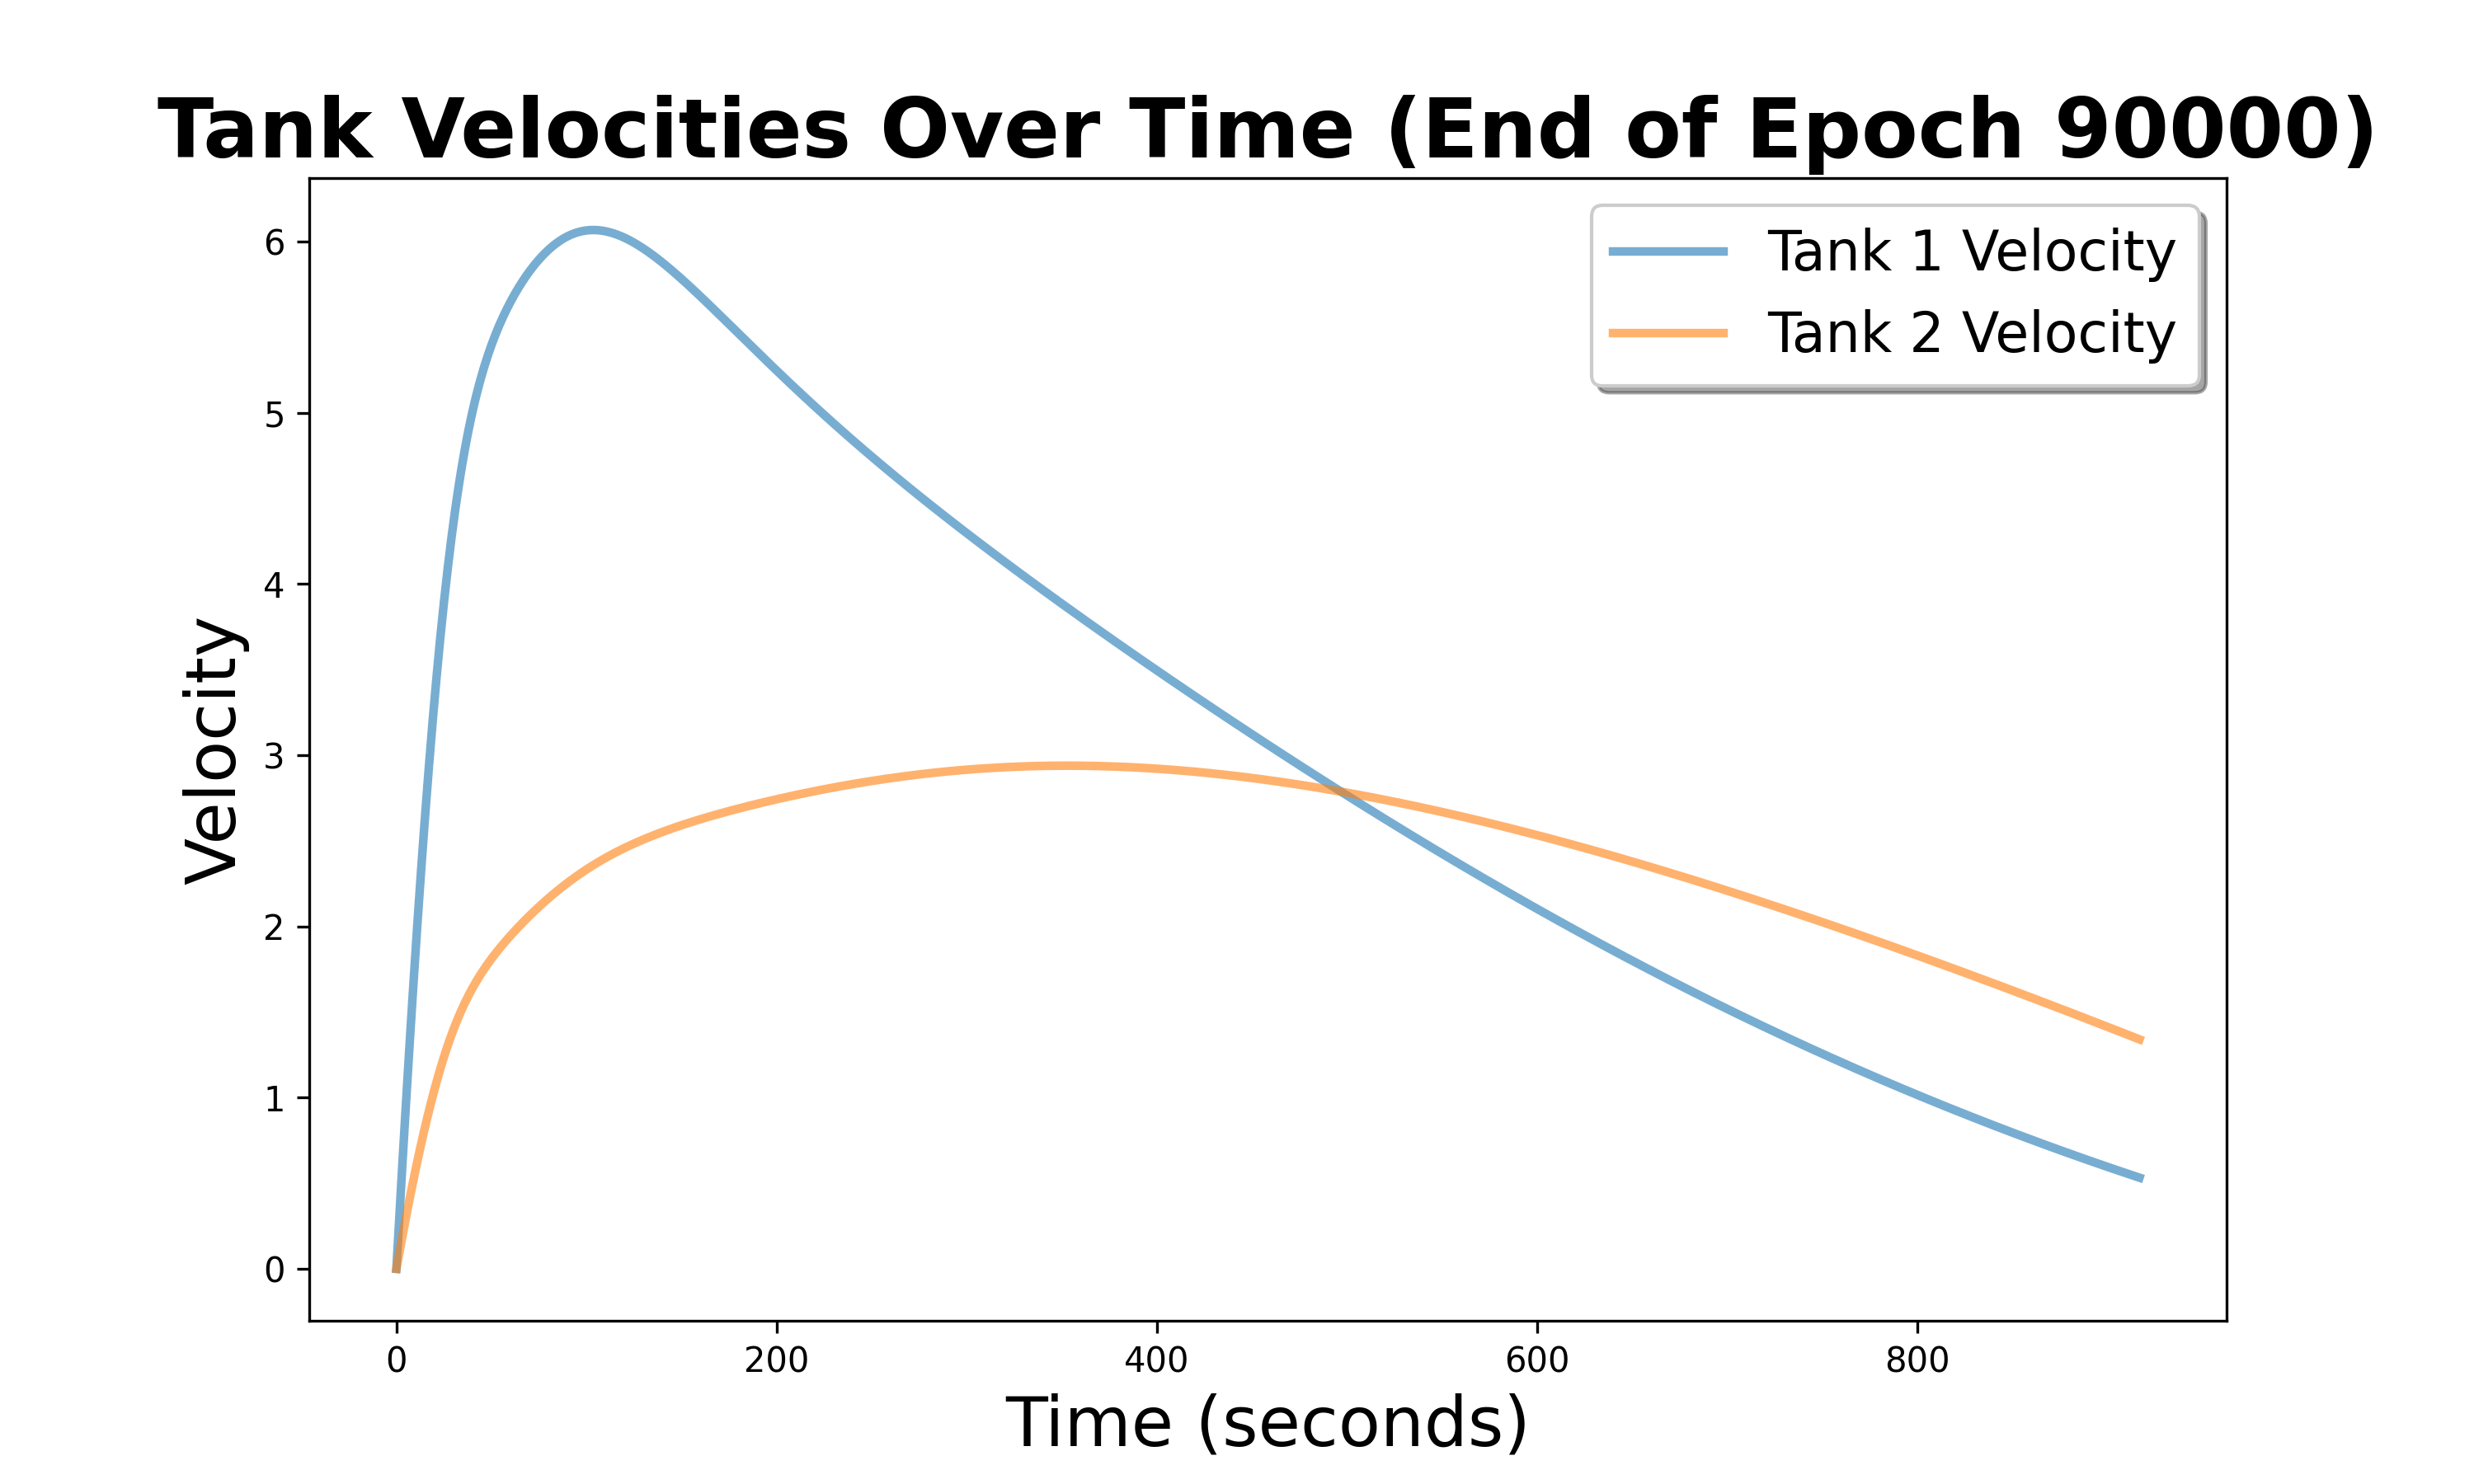 Tank Velocities Over Time (End of Epoch 90000)
Tank 1 Velocity
Tank 2 Velocity
Velocity
6
5
4
3
2
1
0
0 200 400 600 800
Time (seconds)